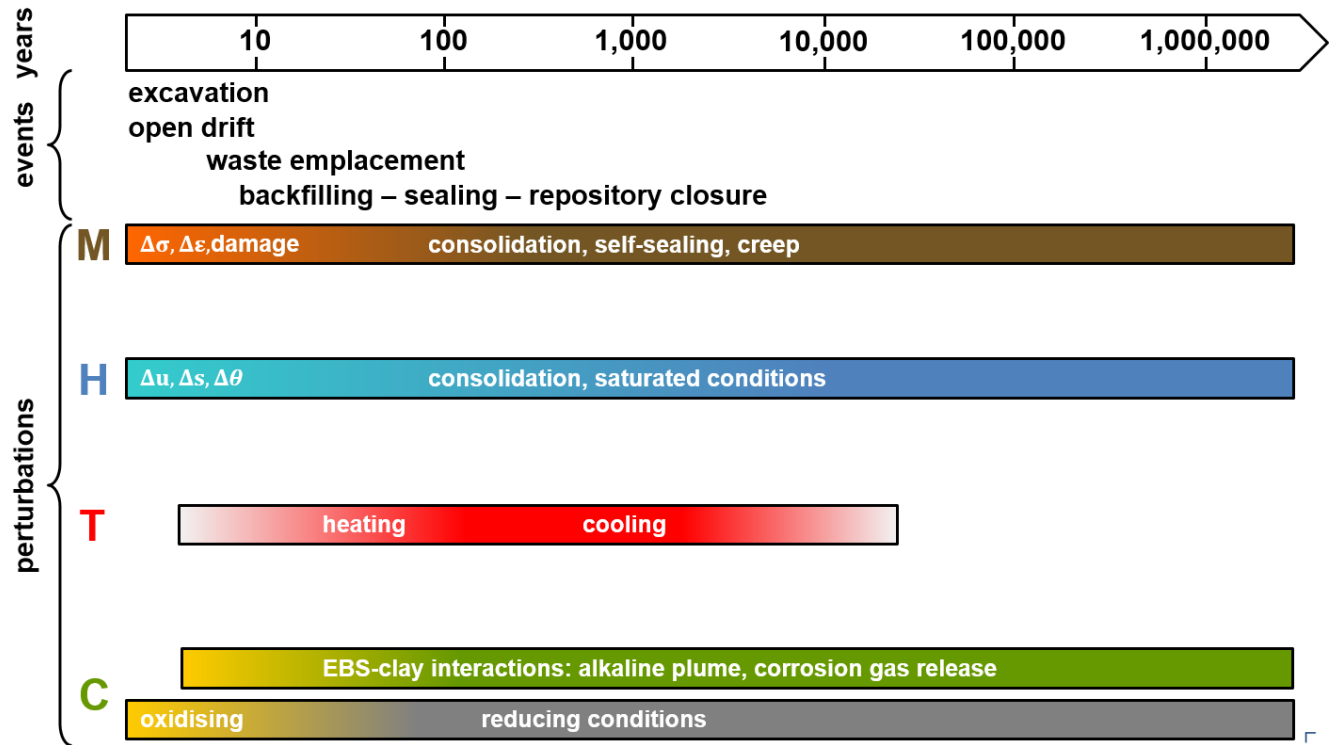 years
10 100 1,000 10,000 100,000 1,000,000
events
excavation
open drift
waste emplacement
backfilling – sealing – repository closure
perturbations
M
Δσ, Δε,damage consolidation, self-sealing, creep
H
Δu, Δs, Δθ consolidation, saturated conditions
T
heating cooling
C
EBS-clay interactions: alkaline plume, corrosion gas release
oxidising reducing conditions